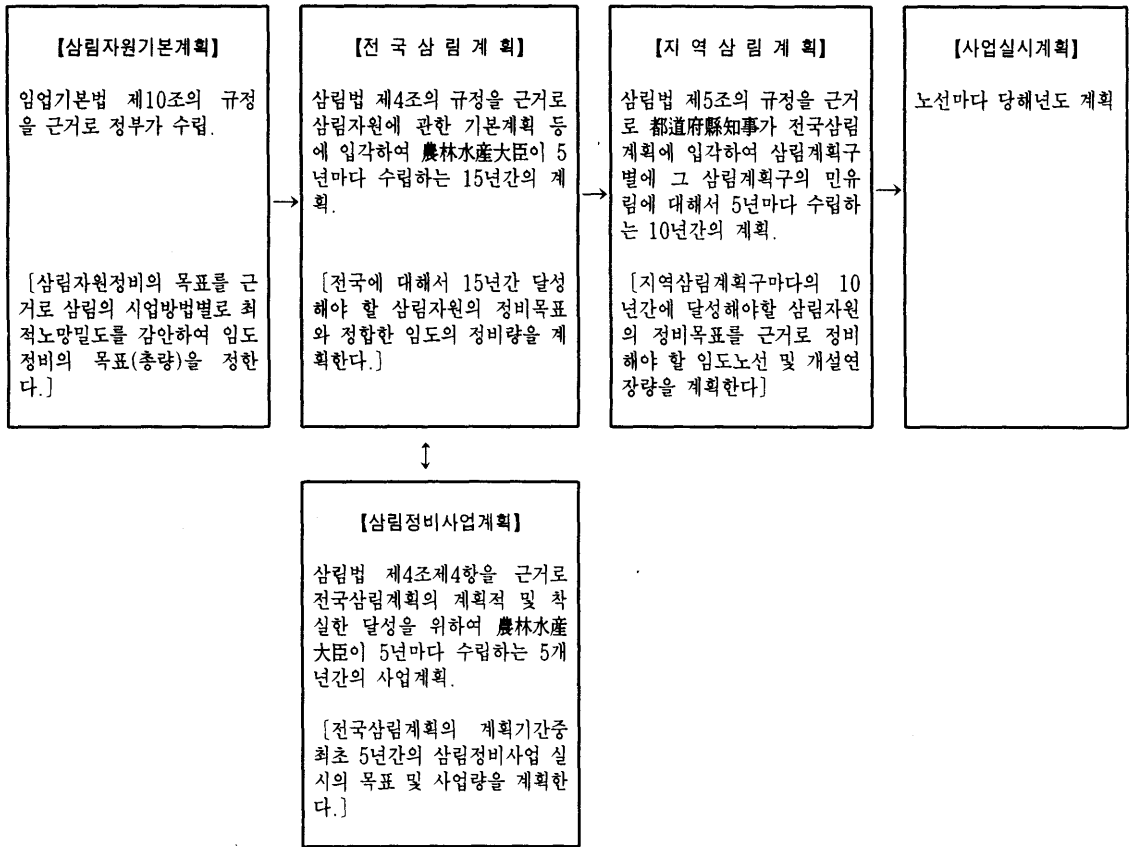 【삼림자원기본계획】
임업기본법 제10조의 규정
을 근거로 정부가 수립.
[삼림자원정비의 목표를 근
거로 삼림의 시업방법별로 최
적노망밀도를 감안하여 임도
정비의 목표(총량)을 정한
다.]
→
【전 국 삼 림 계 획】
삼림법 제4조의 규정을 근거로
삼림자원에 관한 기본계획 등
에 입각하여 農林水産大臣이 5
년마다 수립하는 15년간의 계
획.
[전국에 대해서 15년간 달성
해야 할 삼림자원의 정비목표
와 정합한 임도의 정비량을 계
획한다.]
→
【지 역 삼 림 계 획】
삼림법 제5조의 규정을 근거
로 都道府縣知事가 전국삼림
계획에 입각하여 삼림계획구
별에 그 삼림계획구의 민유
림에 대해서 5년마다 수립하
는 10년간의 계획.
[지역삼림계획구마다의 10
년간에 달성해야할 삼림자원
의 정비목표를 근거로 정비
해야 할 임도노선 및 개설연
장량을 계획한다]
→
【사업실시계획】
노선마다 당해년도 계획
↕
【삼림정비사업계획】
삼림법 제4조제4항을 근거로
전국삼림계획의 계획적 및 착
실한 달성을 위하여 農林水産
大臣이 5년마다 수립하는 5개
년간의 사업계획.
[전국삼림계획의 계획기간중
최초 5년간의 삼림정비사업 실
시의 목표 및 사업량을 계획한
다.]